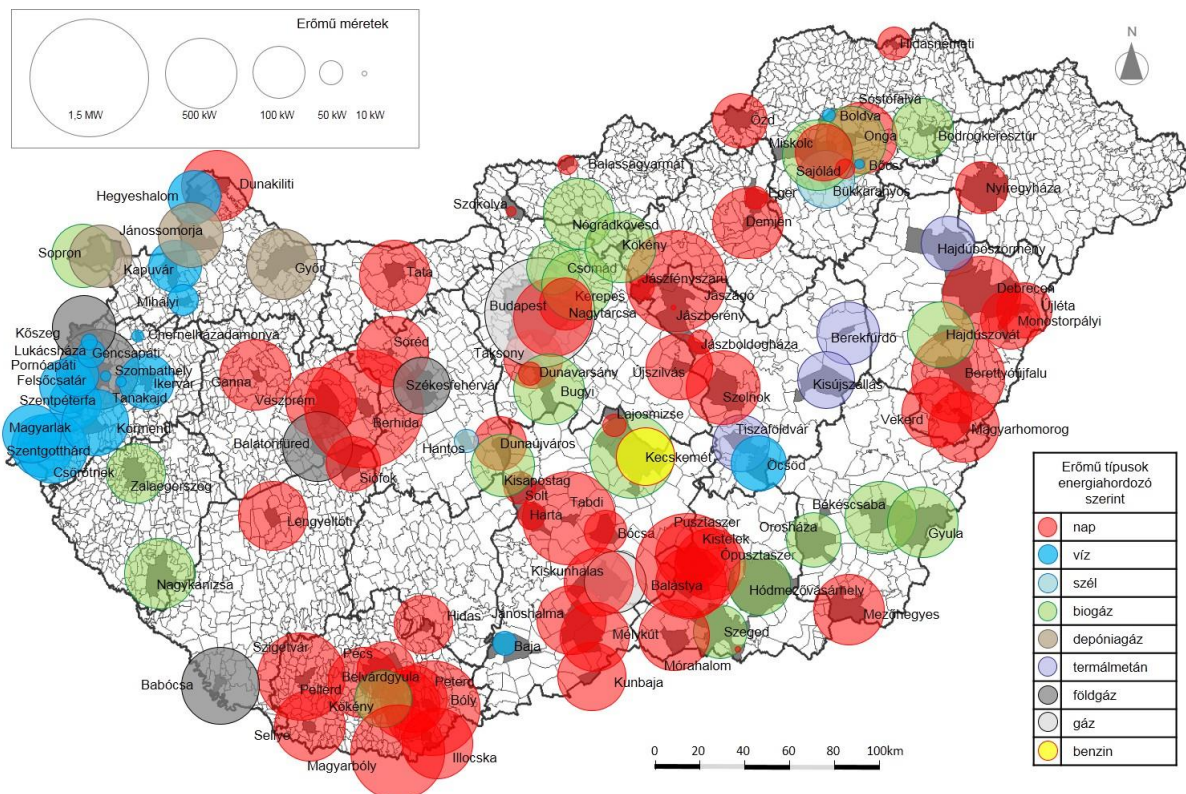 Erőmű méretek
1,5 MW
500 kW
100 kW
50 kW
10 kW
N
Hidasnémeti
Sóstófalva
Ózd
Boldva
Onga
Bodrogkeresztúr
Miskolc
Sajólád
Bőcs
Bükkaranyos
Balassagyarmat
Dunakiliti
Hegyeshalom
Szokolya
Eger
Nyíregyháza
Nógrádkövesd
Demjén
Jánossomorja
Sopron
Kökény
Hajdúböszörmény
Kapuvár
Győr
Tata
Csömád
Jászfényszaru
Mihályi
Budapest
Kerepes
Jászágó
Debrecen
Nagytarcsa
Jászberény
Újléta
Monostorpályi
Kőszeg
Chernelházadamonya
Lukácsháza
Gencsapáti
Söréd
Taksony
Jászboldogháza
Berekfürdő
Hajdúszovát
Pornóapáti
Szombathely
Felsőcsatár
Ikervár
Ganna
Székesfehérvár
Dunavarsány
Újszilvás
Kisújszállás
Berettyóújfalu
Szentpéterfa
Tanakajd
Veszprém
Bugyi
Szolnok
Magyarlak
Körmend
Berhida
Lajosmizse
Vekerd
Magyarhomorog
Szentgotthárd
Balatonfüred
Hantos
Dunaújváros
Kecskemét
Tiszaföldvár
Öcsöd
Csörötnek
Zalaegerszeg
Siófok
Kisapostag
Solt
Tabdi
Harta
Lengyeltóti
Bócsa
Pusztaszer
Kistelek
Békéscsaba
Orosháza
Gyula
Ópusztaszer
Nagykanizsa
Kiskunhalas
Balástya
Hódmezővásárhely
Jánoshalma
Mezőhegyes
Hidas
Mélykút
Szeged
Baja
Mórahalom
Szigetvár
Pécs
Babócsa
Belvárdgyula
Peterd
Kunbaja
Pellérd
Bóly
Kökény
Sellye
Magyarbóly
Illocska
0 20 40 60 80 100km
Erőmű típusok
energiahordozó
szerint
nap
víz
szél
biogáz
depóniagáz
termálmetán
földgáz
gáz
benzin